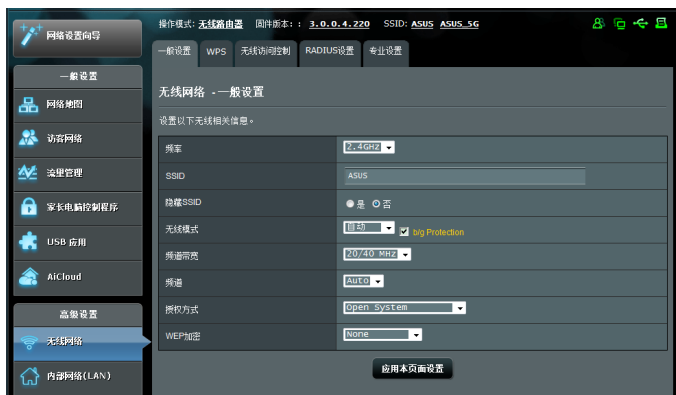 网络设置向导
操作模式: 无线路由器 固件版本: : 3.0.0.4.220 SSID: ASUS ASUS_5G
一般设置 WPS 无线访问控制 RADIUS设置 专业设置
一般设置
网络地图
访客网络
流量管理
家长电脑控制程序
USB 应用
AiCloud
高级设置
无线网络
内部网络(LAN)
无线网络 - 一般设置
设置以下无线相关信息。
频率 2.4GHz
SSID ASUS
隐藏SSID 是 否
无线模式 自动 b/g Protection
频道带宽 20/40 MHz
频道 Auto
授权方式 Open System
WEP加密 None
应用本页面设置